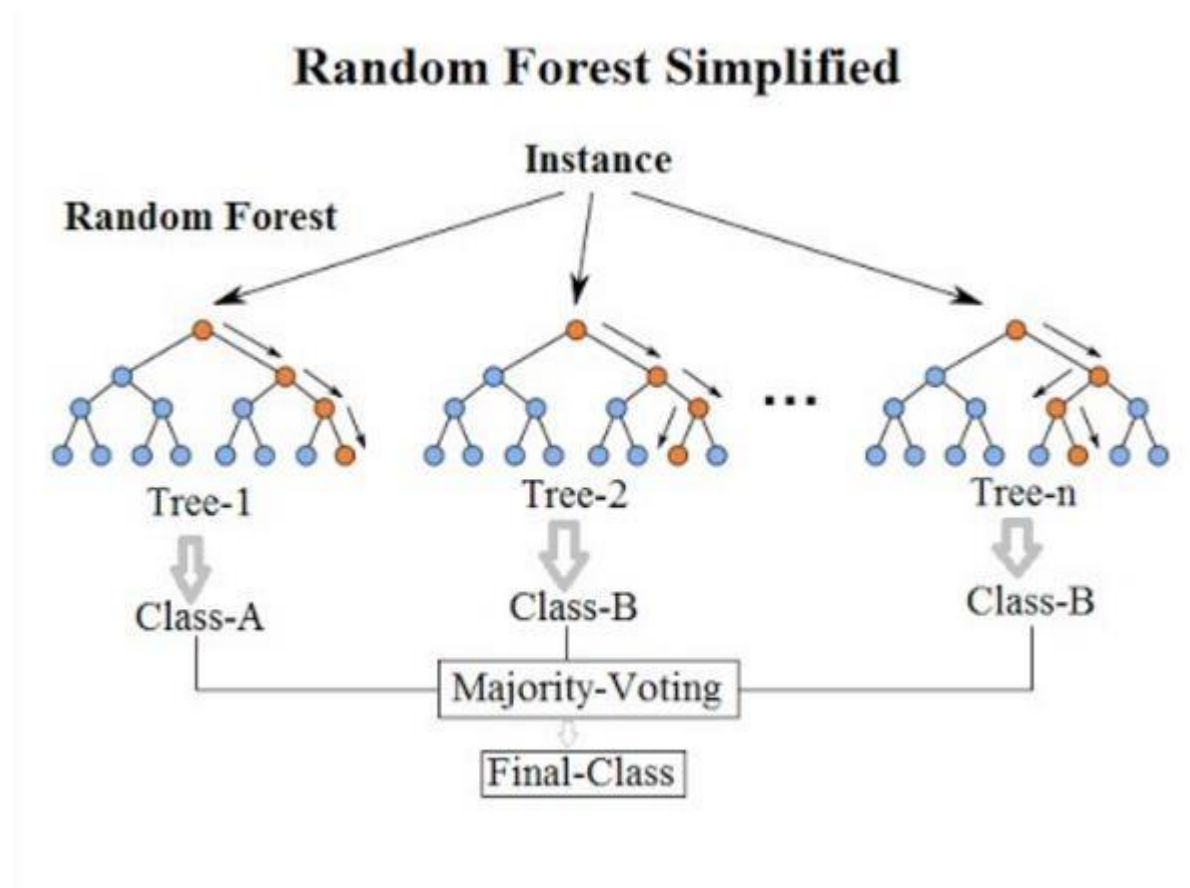 Random Forest Simplified
Instance
Random Forest
...
Tree-1
Tree-2
Tree-n
Class-A
Class-B
Class-B
Majority-Voting
Final-Class